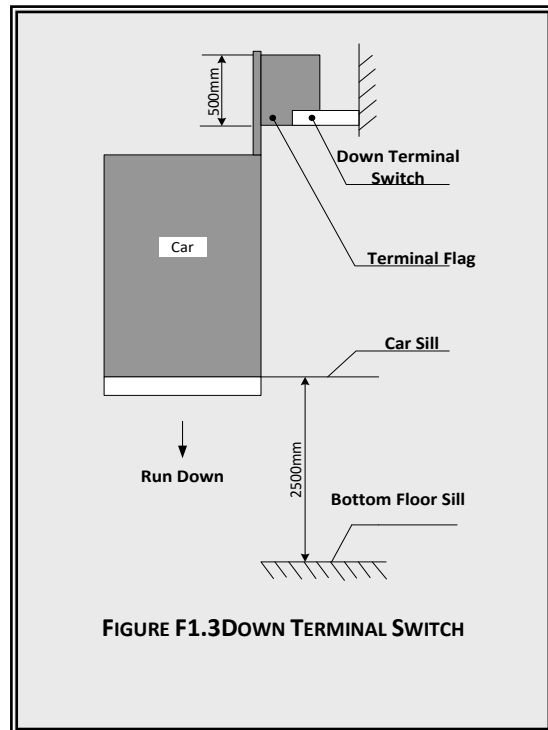 500mm
Down Terminal
Switch
Car
Terminal Flag
Car Sill
2500mm
Run Down
Bottom Floor Sill
FIGURE F1.3DOWN TERMINAL SWITCH